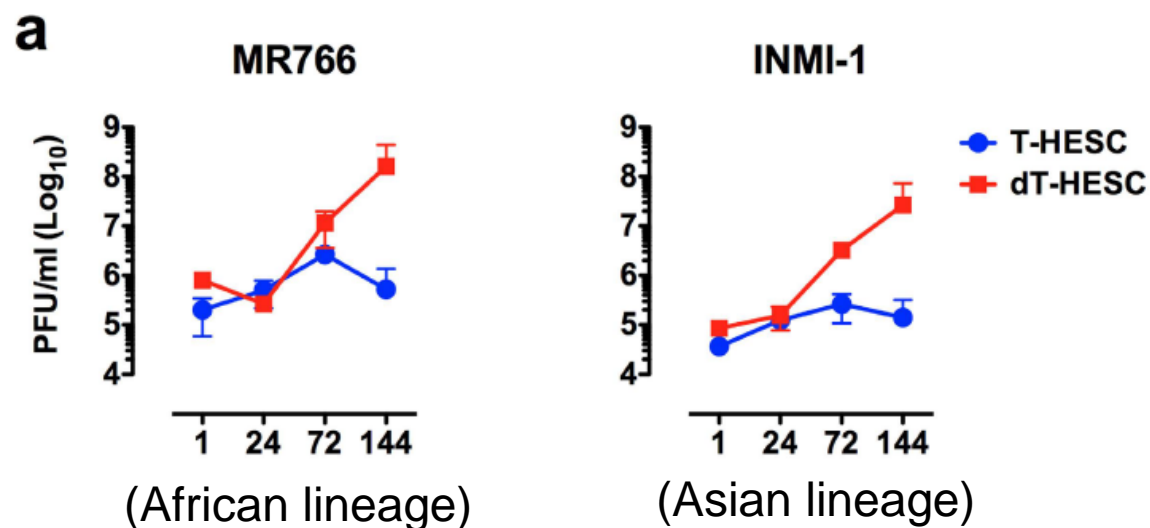 a
MR766
INMI-1
PFU/ml (Log10)
9
8
7
6
5
4
1 24 72 144
(African lineage)
9
8
7
6
5
4
1 24 72 144
(Asian lineage)
T-HESC
dT-HESC